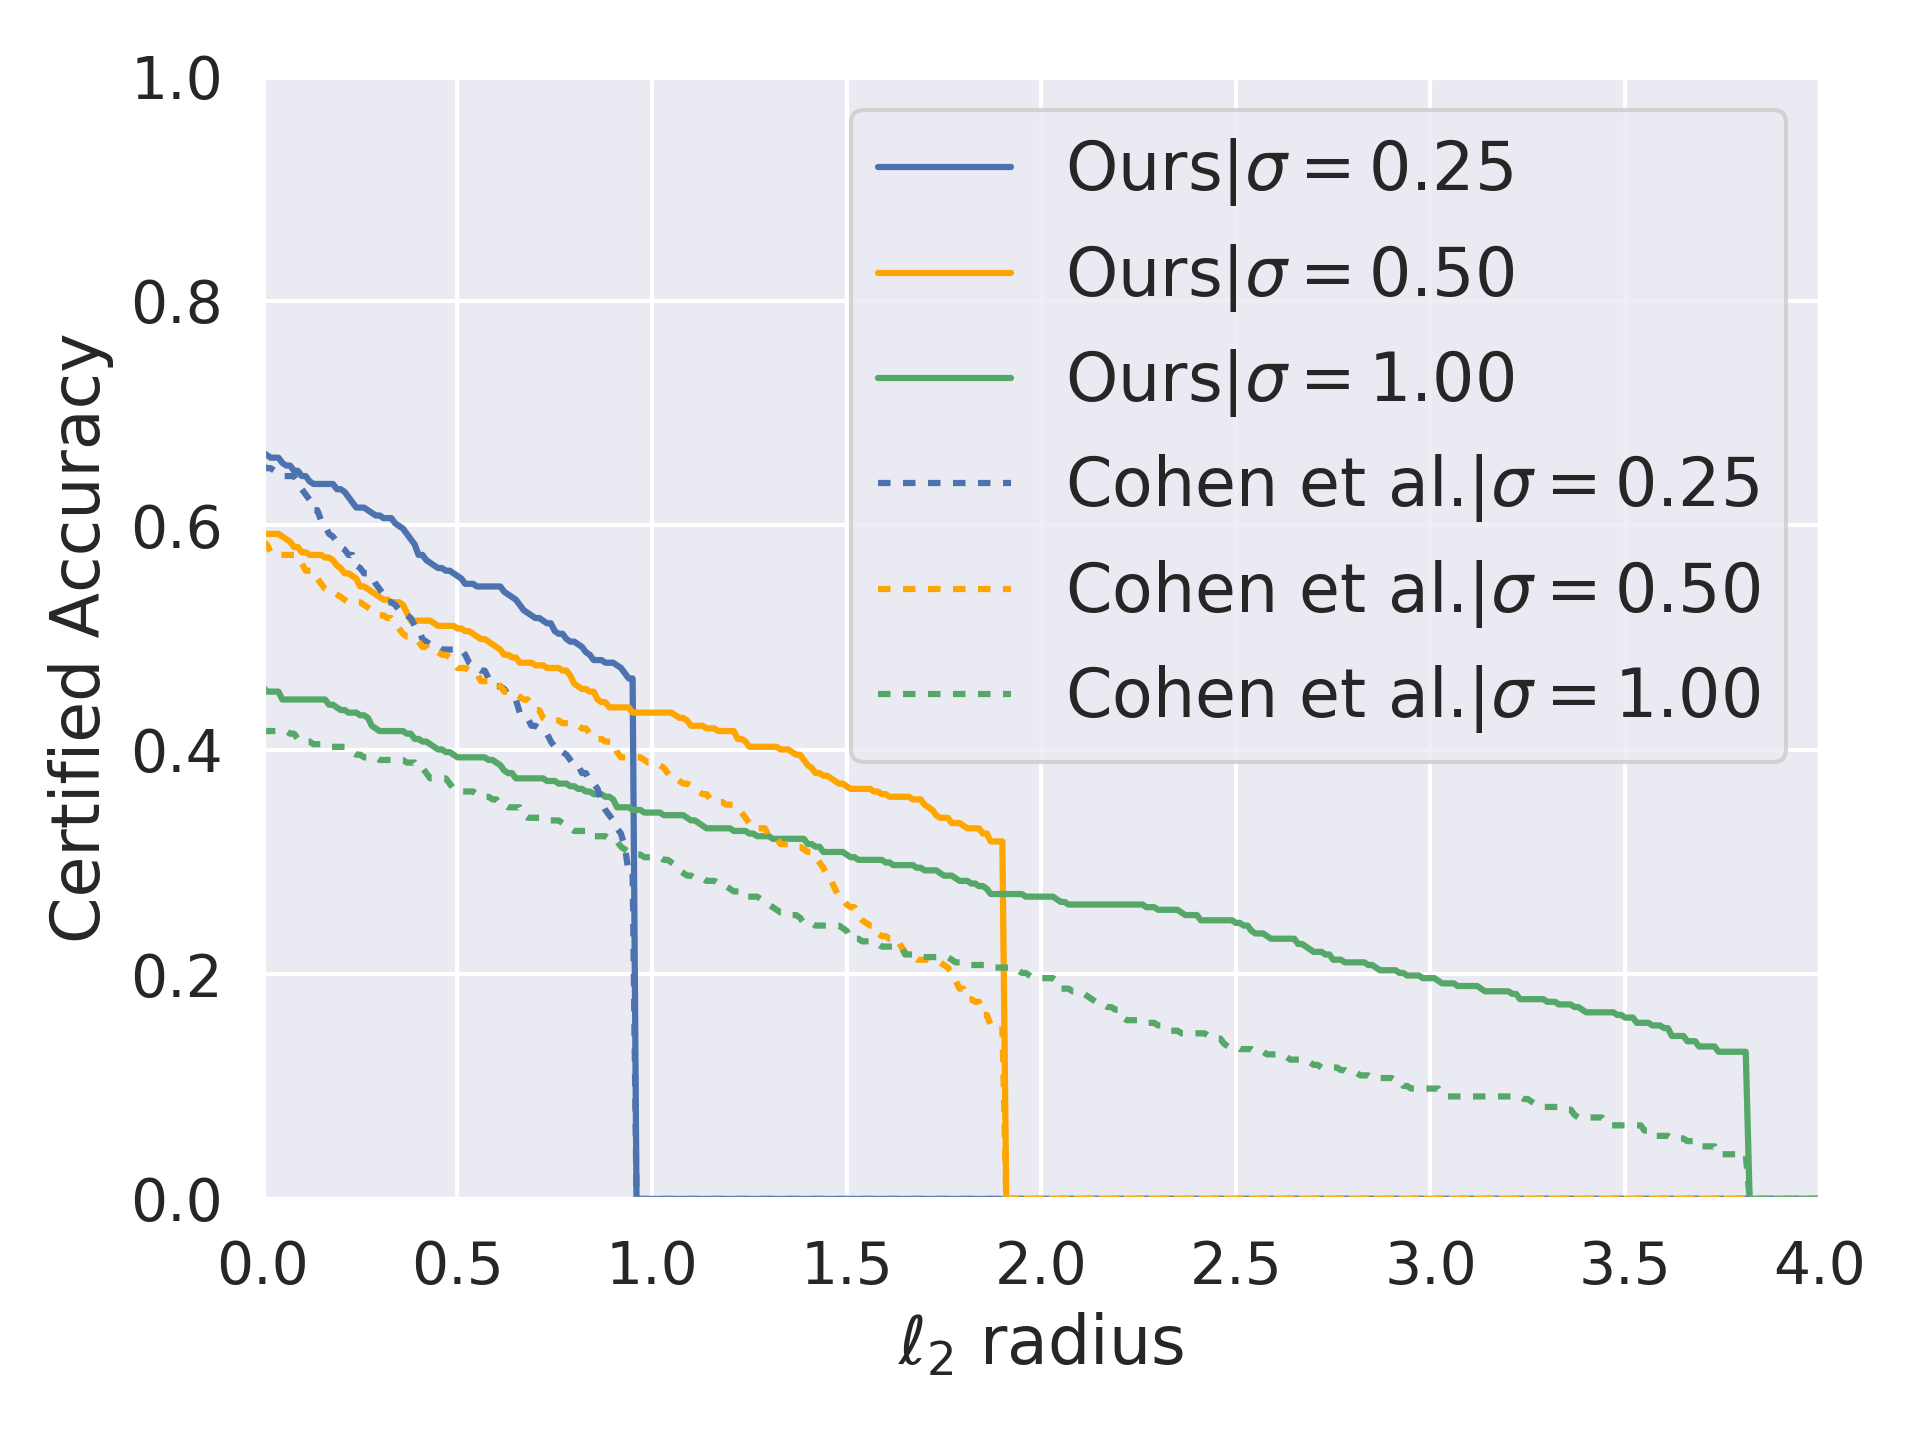 Certified Accuracy
1.0
0.8
0.6
0.4
0.2
0.0
Ours|σ = 0.25
Ours|σ = 0.50
Ours|σ = 1.00
Cohen et al.|σ = 0.25
Cohen et al.|σ = 0.50
Cohen et al.|σ = 1.00
0.0 0.5 1.0 1.5 2.0 2.5 3.0 3.5 4.0
ℓ₂ radius